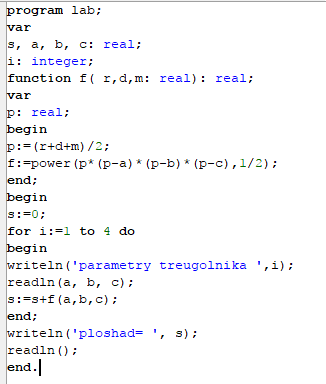 program lab;
var
s, a, b, c: real;
i: integer;
function f( r,d,m: real): real;
var
p: real;
begin
p:=(r+d+m)/2;
f:=power(p*(p-a)*(p-b)*(p-c),1/2);
end;
begin
s:=0;
for i:=1 to 4 do
begin
writeln('parametry treugolnika ',i);
readln(a, b, c);
s:=s+f(a,b,c);
end;
writeln('ploshad= ', s);
readln();
end.